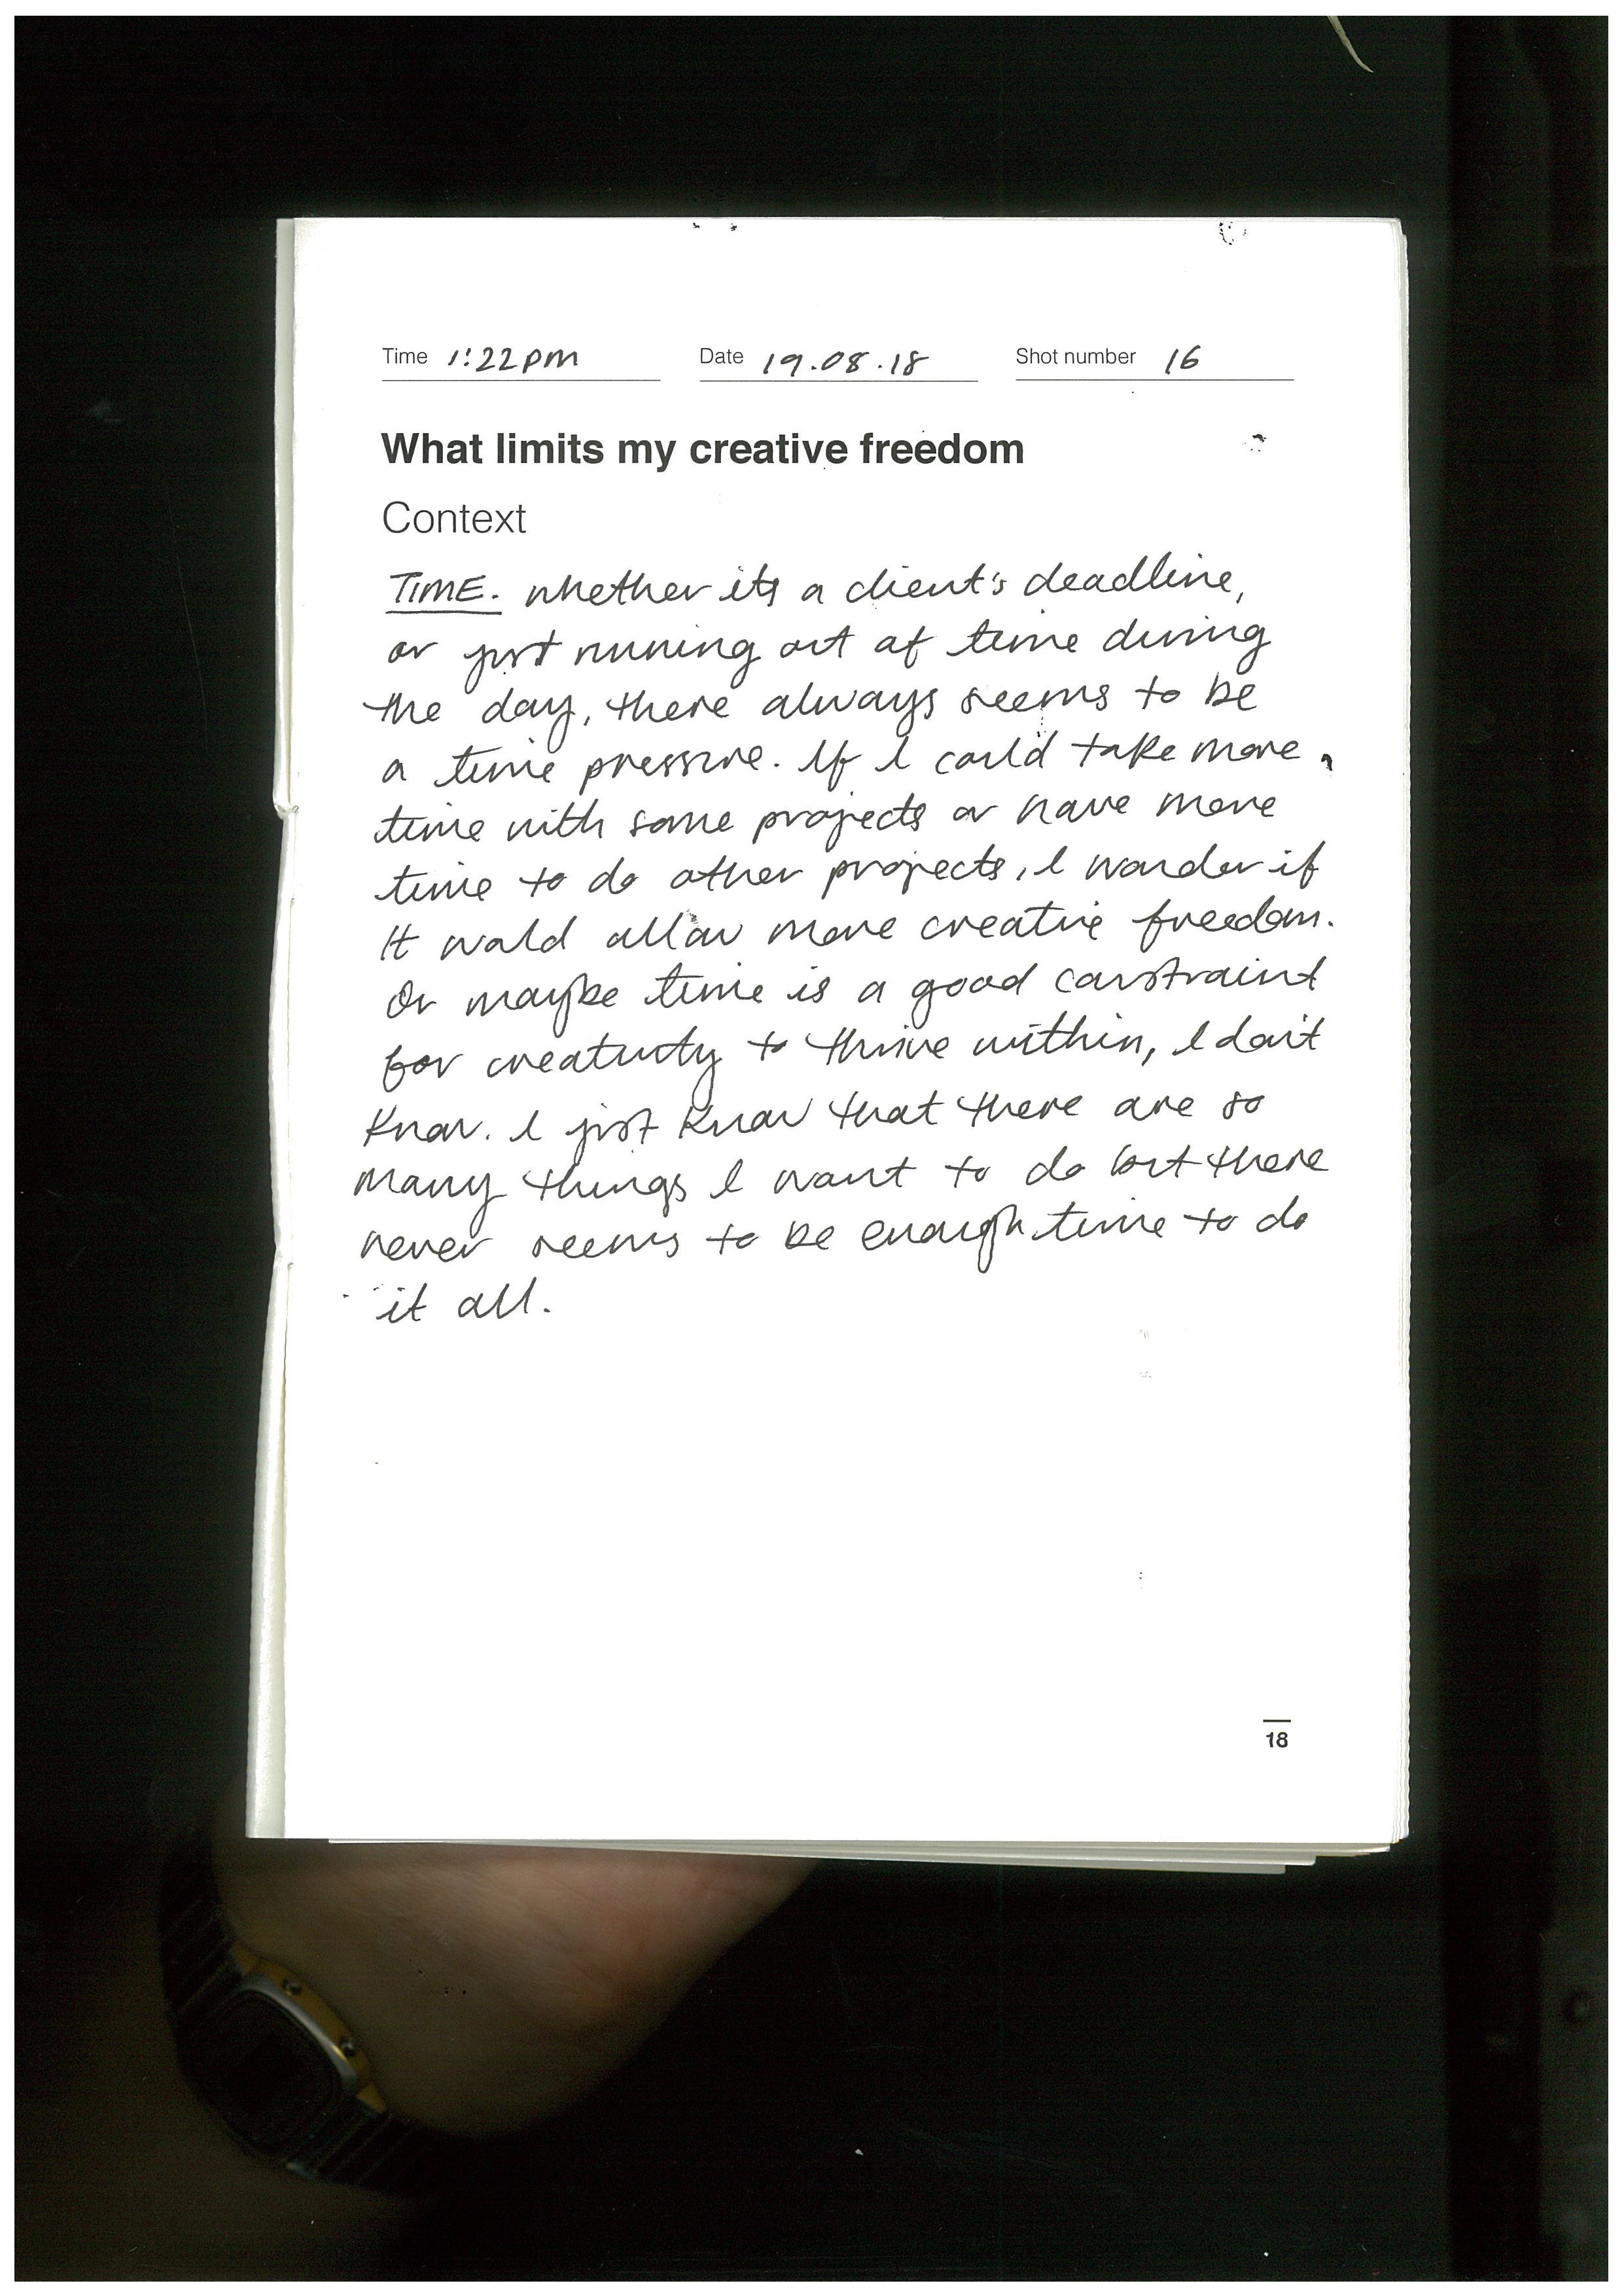 Time 1:22pm Date 19.08.18 Shot number 16
What limits my creative freedom
Context
TIME. Whether its a client's deadline,
or just running out of time during
the day, there always seems to be
a time pressure. If I could take more
time with some projects or have more
time to do other projects, I wonder if
it would allow more creative freedom.
Or maybe time is a good constraint
for creativity to thrive within, I don't
know. I just know that there are so
many things I want to do but there
never seems to be enough time to do
it all.
18